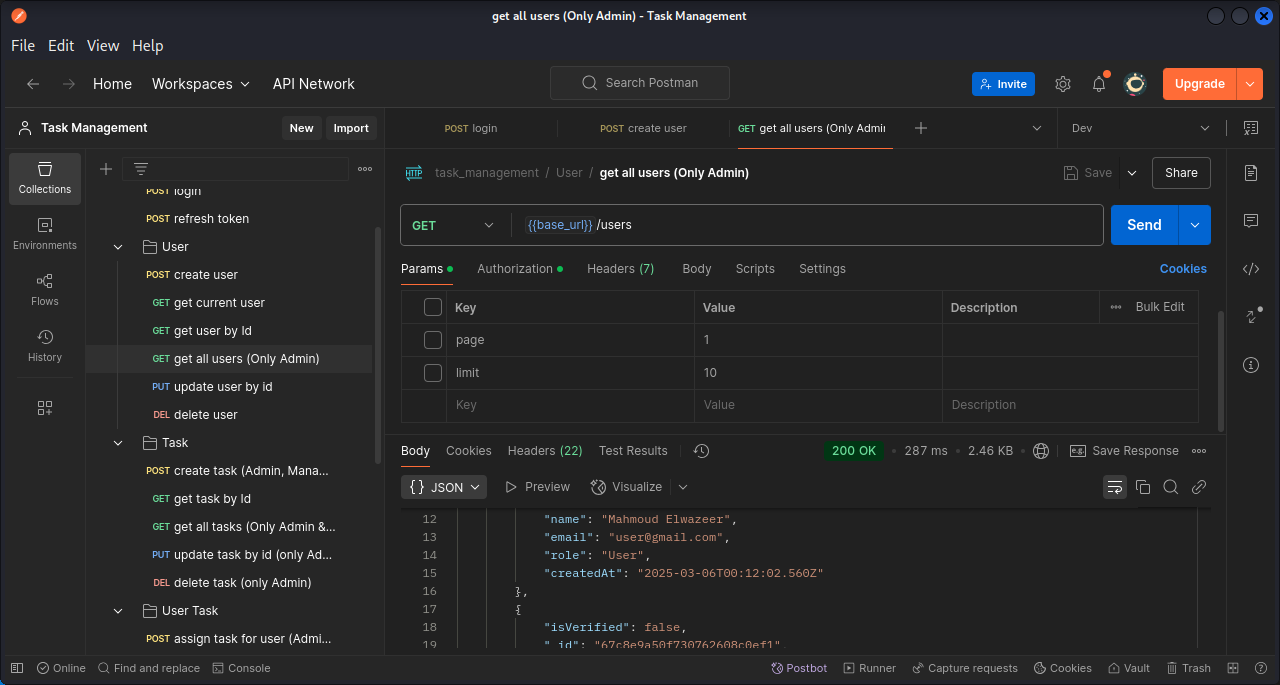 get all users (Only Admin) - Task Management
File Edit View Help
Home Workspaces API Network
Search Postman
Invite
Upgrade
Task Management
New Import
POST login
POST create user
GET get all users (Only Admin
Dev
Collections
Environments
Flows
History
POST login
POST refresh token
User
POST create user
GET get current user
GET get user by Id
GET get all users (Only Admin)
PUT update user by id
DEL delete user
Task
POST create task (Admin, Mana...
GET get task by Id
GET get all tasks (Only Admin &...
PUT update task by id (only Ad...
DEL delete task (only Admin)
User Task
POST assign task for user (Admi...
HTTP task_management / User / get all users (Only Admin)
Save
Share
GET {{base_url}} /users
Send
Params Authorization Headers (7) Body Scripts Settings
Cookies
Key Value Description Bulk Edit
page 1
limit 10
Key Value Description
Body Cookies Headers (22) Test Results
200 OK • 287 ms • 2.46 KB
Save Response
{} JSON Preview Visualize
12 "name": "Mahmoud Elwazeer",
13 "email": "user@gmail.com",
14 "role": "User",
15 "createdAt": "2025-03-06T00:12:02.560Z"
16 },
17 {
18 "isVerified": false,
19 "_id": "67c8e9a50f730762608c0ef1",
Online Find and replace Console
Postbot Runner Capture requests Cookies Vault Trash